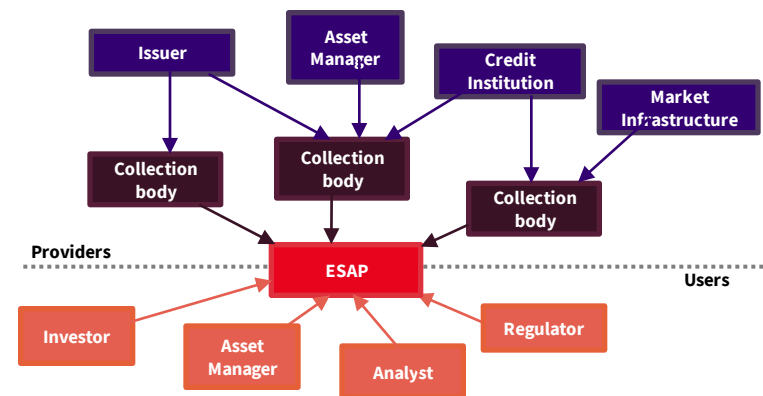 Issuer
Asset
Manager
Credit
Institution
Market
Infrastructure
Collection
body
Collection
body
Collection
body
Providers
ESAP
Users
Investor
Asset
Manager
Analyst
Regulator